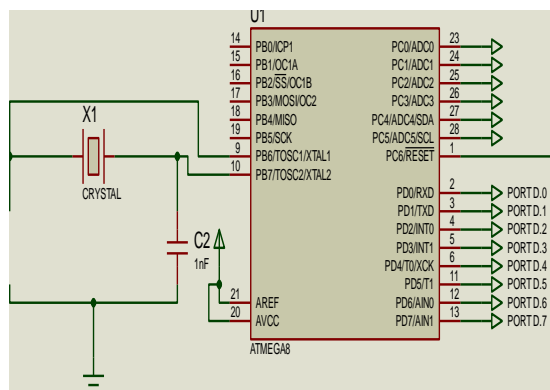 U1
14 PB0/ICP1 PC0/ADC0 23
15 PB1/OC1A PC1/ADC1 24
16 PB2/SS/OC1B PC2/ADC2 25
17 PB3/MOSI/OC2 PC3/ADC3 26
18 PB4/MISO PC4/ADC4/SDA 27
19 PB5/SCK PC5/ADC5/SCL 28
9 PB6/TOSC1/XTAL1 PC6/RESET 1
10 PB7/TOSC2/XTAL2
X1
CRYSTAL
PD0/RXD 2 PORTD.0
PD1/TXD 3 PORTD.1
PD2/INT0 4 PORTD.2
PD3/INT1 5 PORTD.3
PD4/T0/XCK 6 PORTD.4
PD5/T1 11 PORTD.5
21 AREF PD6/AIN0 12 PORTD.6
20 AVCC PD7/AIN1 13 PORTD.7
C2
1nF
ATMEGA8